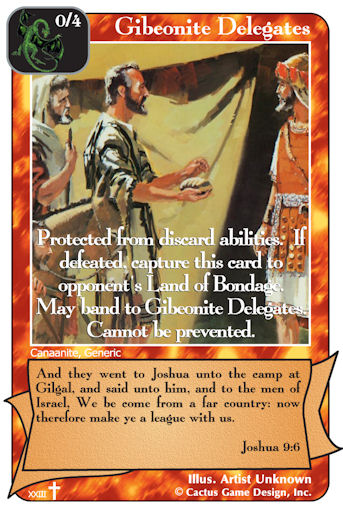 0/4
Gibeonite Delegates
Protected from discard abilities. If
defeated, capture this card to
opponent's Land of Bondage.
May band to Gibeonite Delegates.
Cannot be prevented.
Canaanite, Generic
And they went to Joshua unto the camp at
Gilgal, and said unto him, and to the men of
Israel, We be come from a far country: now
therefore make ye a league with us.
Joshua 9:6
XXIII
Illus. Artist Unknown
© Cactus Game Design, Inc.